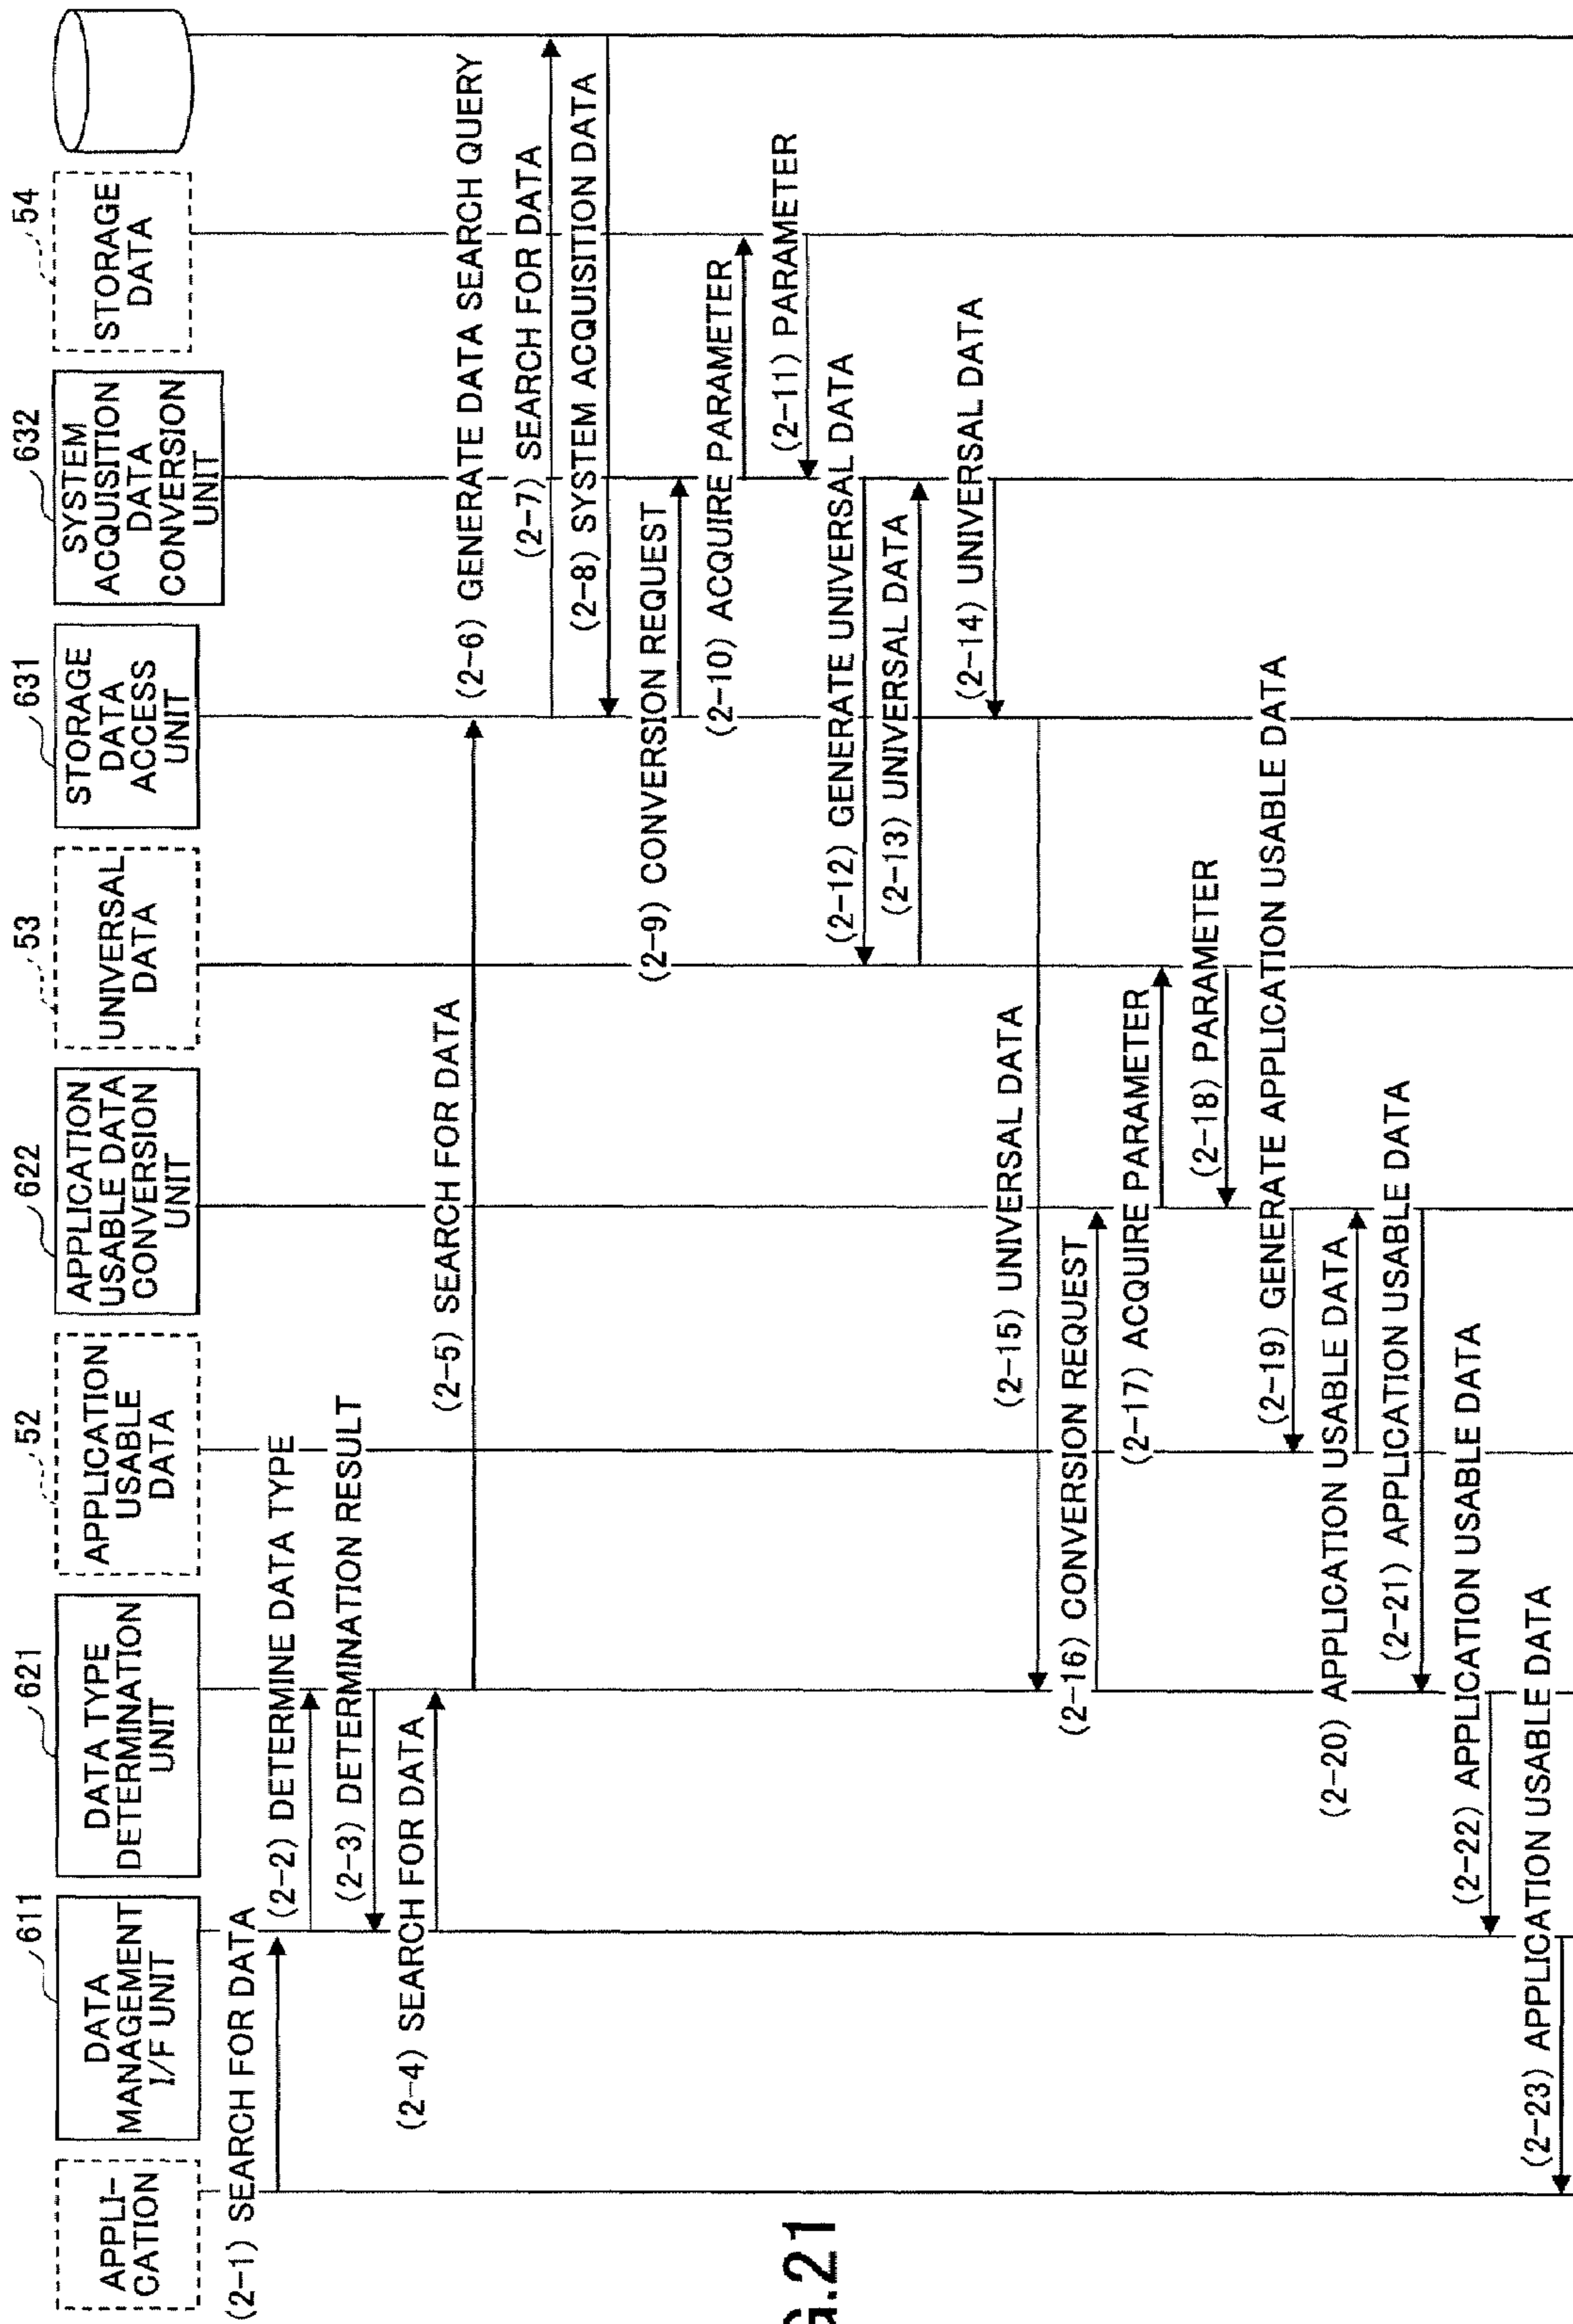 APPLI-
CATION
611
DATA
MANAGEMENT
I/F UNIT
621
DATA TYPE
DETERMINATION
UNIT
52
APPLICATION
USABLE
DATA
622
APPLICATION
USABLE DATA
CONVERSION
UNIT
53
UNIVERSAL
DATA
631
STORAGE
DATA
ACCESS
UNIT
632
SYSTEM
ACQUISITION
DATA
CONVERSION
UNIT
54
STORAGE
DATA
(2-1) SEARCH FOR DATA
(2-2) DETERMINE DATA TYPE
(2-3) DETERMINATION RESULT
(2-4) SEARCH FOR DATA
(2-5) SEARCH FOR DATA
(2-6) GENERATE DATA SEARCH QUERY
(2-7) SEARCH FOR DATA
(2-8) SYSTEM ACQUISITION DATA
(2-9) CONVERSION REQUEST
(2-10) ACQUIRE PARAMETER
(2-11) PARAMETER
(2-12) GENERATE UNIVERSAL DATA
(2-13) UNIVERSAL DATA
(2-14) UNIVERSAL DATA
(2-15) UNIVERSAL DATA
(2-16) CONVERSION REQUEST
(2-17) ACQUIRE PARAMETER
(2-18) PARAMETER
(2-19) GENERATE APPLICATION USABLE DATA
(2-20) APPLICATION USABLE DATA
(2-21) APPLICATION USABLE DATA
(2-22) APPLICATION USABLE DATA
(2-23) APPLICATION USABLE DATA
G.21